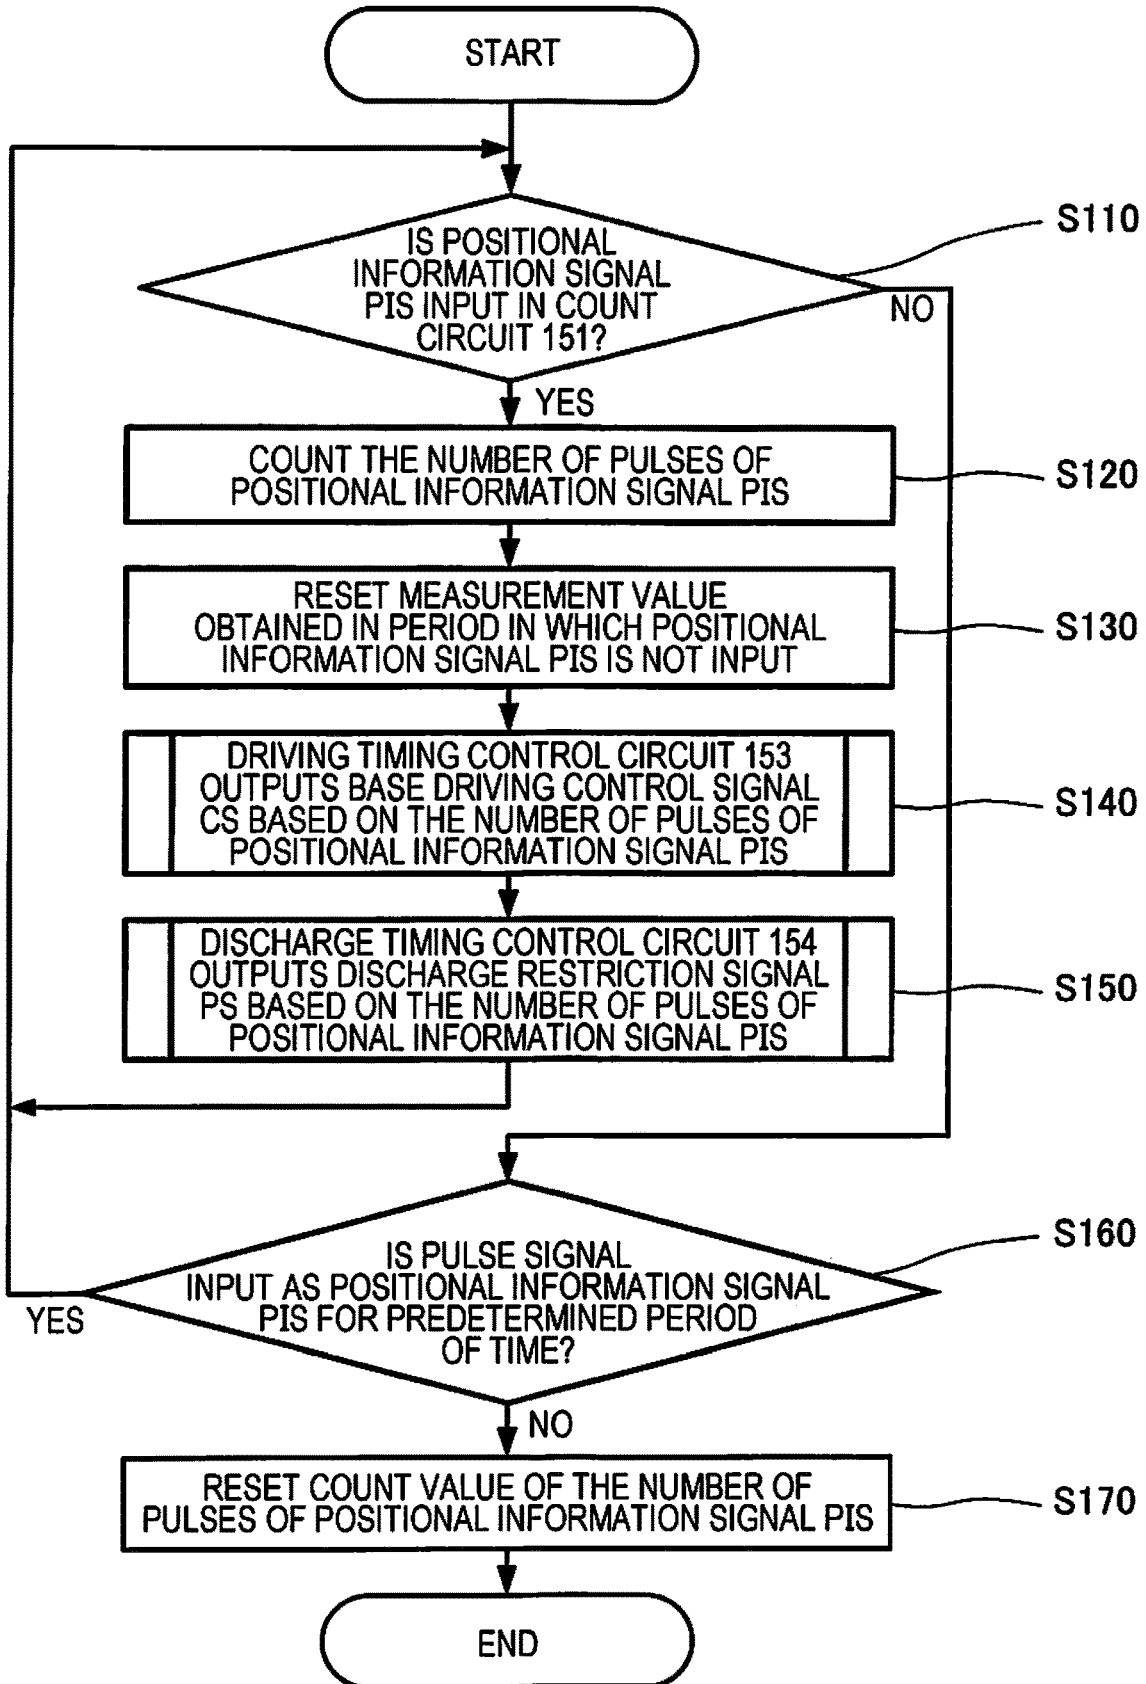 START
IS POSITIONAL
INFORMATION SIGNAL
PIS INPUT IN COUNT
CIRCUIT 151?
S110
NO
YES
COUNT THE NUMBER OF PULSES OF
POSITIONAL INFORMATION SIGNAL PIS
S120
RESET MEASUREMENT VALUE
OBTAINED IN PERIOD IN WHICH POSITIONAL
INFORMATION SIGNAL PIS IS NOT INPUT
S130
DRIVING TIMING CONTROL CIRCUIT 153
OUTPUTS BASE DRIVING CONTROL SIGNAL
CS BASED ON THE NUMBER OF PULSES OF
POSITIONAL INFORMATION SIGNAL PIS
S140
DISCHARGE TIMING CONTROL CIRCUIT 154
OUTPUTS DISCHARGE RESTRICTION SIGNAL
PS BASED ON THE NUMBER OF PULSES OF
POSITIONAL INFORMATION SIGNAL PIS
S150
IS PULSE SIGNAL
INPUT AS POSITIONAL INFORMATION SIGNAL
PIS FOR PREDETERMINED PERIOD
OF TIME?
S160
YES
NO
RESET COUNT VALUE OF THE NUMBER OF
PULSES OF POSITIONAL INFORMATION SIGNAL PIS
S170
END